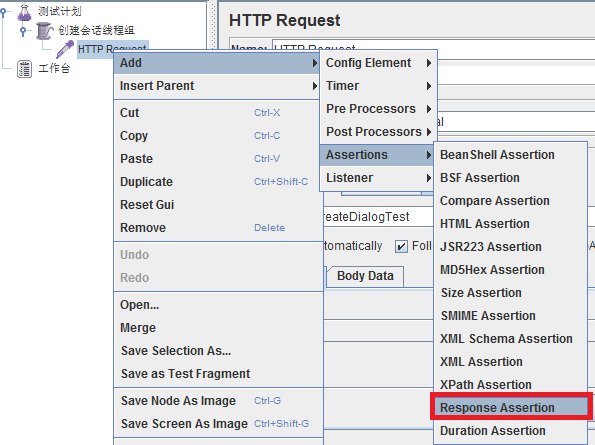 测试计划
创建会话线程组
HTTP Request
工作台
HTTP Request
Name: HTTP Request
Add
Insert Parent
Cut Ctrl-X
Copy Ctrl-C
Paste Ctrl-V
Duplicate Ctrl+Shift-C
Reset Gui
Remove Delete
Undo
Redo
Open...
Merge
Save Selection As...
Save as Test Fragment
Save Node As Image Ctrl-G
Save Screen As Image Ctrl+Shift-G
Config Element
Timer
Pre Processors
Post Processors
Assertions
Listener
al
reateDialogTest
tomatically Foll
Body Data
BeanShell Assertion
BSF Assertion
Compare Assertion
HTML Assertion
JSR223 Assertion
MD5Hex Assertion
Size Assertion
SMIME Assertion
XML Schema Assertion
XML Assertion
XPath Assertion
Response Assertion
Duration Assertion